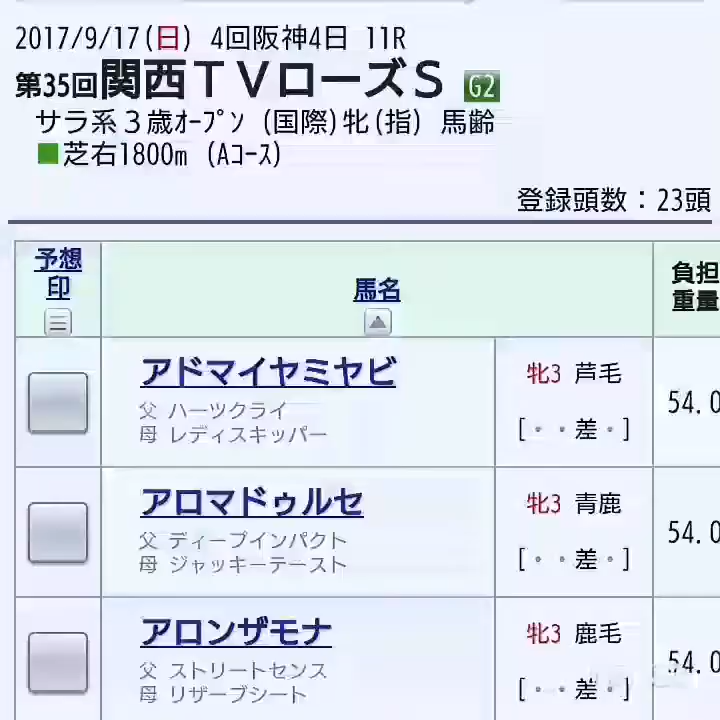 2017/9/17(日) 4回阪神4日 11R
第35回関西ＴＶローズＳ G2
サラ系３歳ｵｰﾌﾟﾝ (国際)牝(指) 馬齢
芝右1800m (Aｺｰｽ)
登録頭数：23頭
予想印 馬名 負担重量
アドマイヤミヤビ 牝3 芦毛
父 ハーツクライ 54.0
母 レディスキッパー [・・差・]
アロマドゥルセ 牝3 青鹿
父 ディープインパクト 54.0
母 ジャッキーテースト [・・差・]
アロンザモナ 牝3 鹿毛
父 ストリートセンス 54.0
母 リザーブシート [・・差・]